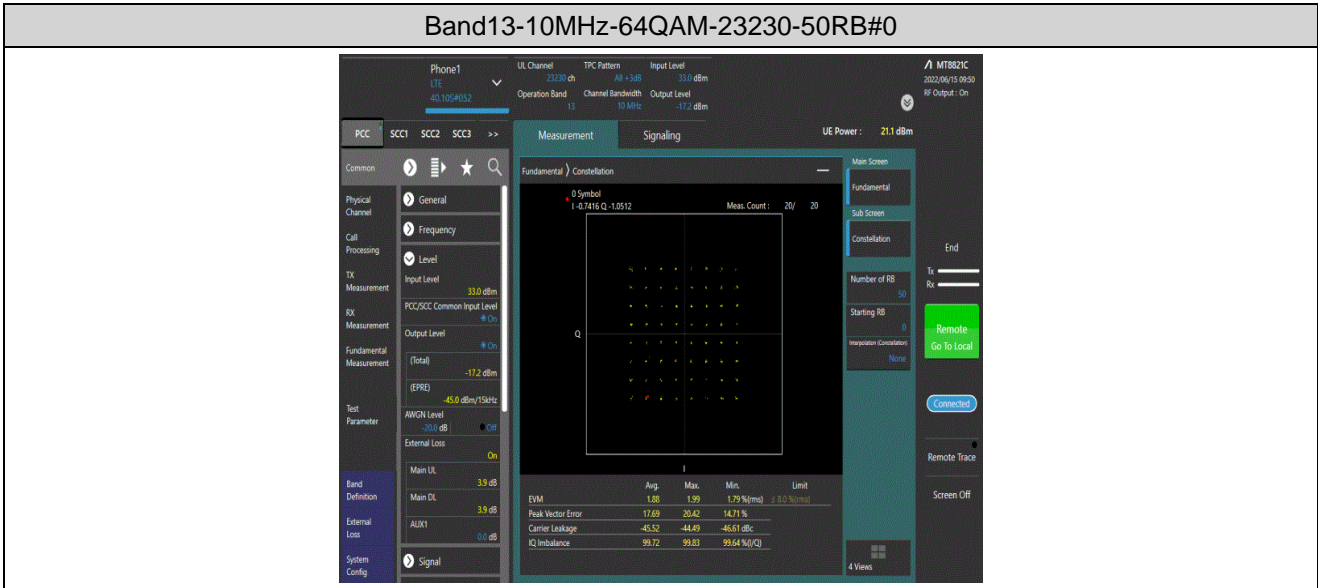 Band13-10MHz-64QAM-23230-50RB#0
Phone1
LTE
40.105#052
UL Channel TPC Pattern Input Level
23230 ch All +3dB 33.0 dBm
Operation Band Channel Bandwidth Output Level
13 10 MHz -17.2 dBm
MT8821C
2022/06/15 09:50
RF Output : On
PCC SCC1 SCC2 SCC3 >>
Measurement Signaling
UE Power : 21.1 dBm
Common
Physical
Channel
Call
Processing
TX
Measurement
RX
Measurement
Fundamental
Measurement
Test
Parameter
Band
Definition
External
Loss
System
Config
General
Frequency
Level
Input Level
33.0 dBm
PCC/SCC Common Input Level
On
Output Level
On
(Total)
-17.2 dBm
(EPRE)
-45.0 dBm/15kHz
AWGN Level
-20.0 dB Off
External Loss
On
Main UL
3.9 dB
Main DL
3.9 dB
AUX1
0.0 dB
Signal
Fundamental Constellation
0 Symbol
I -0.7416 Q -1.0512 Meas. Count : 20/ 20
Q
I
Avg. Max. Min. Limit
EVM 1.88 1.99 1.79 %(rms) ≤ 8.0 %(rms)
Peak Vector Error 17.69 20.42 14.71 %
Carrier Leakage -45.52 -44.49 -46.61 dBc
IQ Imbalance 99.72 99.83 99.64 %(I/Q)
Main Screen
Fundamental
Sub Screen
Constellation
Number of RB
50
Starting RB
0
Interpolation (Constellation)
None
4 Views
End
Tx
Rx
Remote
Go To Local
Connected
Remote Trace
Screen Off